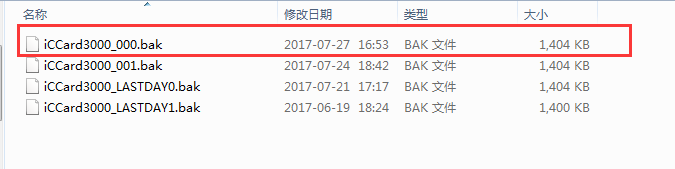 名称 修改日期 类型 大小
iCCard3000_000.bak 2017-07-27 16:53 BAK 文件 1,404 KB
iCCard3000_001.bak 2017-07-24 18:42 BAK 文件 1,404 KB
iCCard3000_LASTDAY0.bak 2017-07-21 17:17 BAK 文件 1,404 KB
iCCard3000_LASTDAY1.bak 2017-06-19 18:24 BAK 文件 1,400 KB